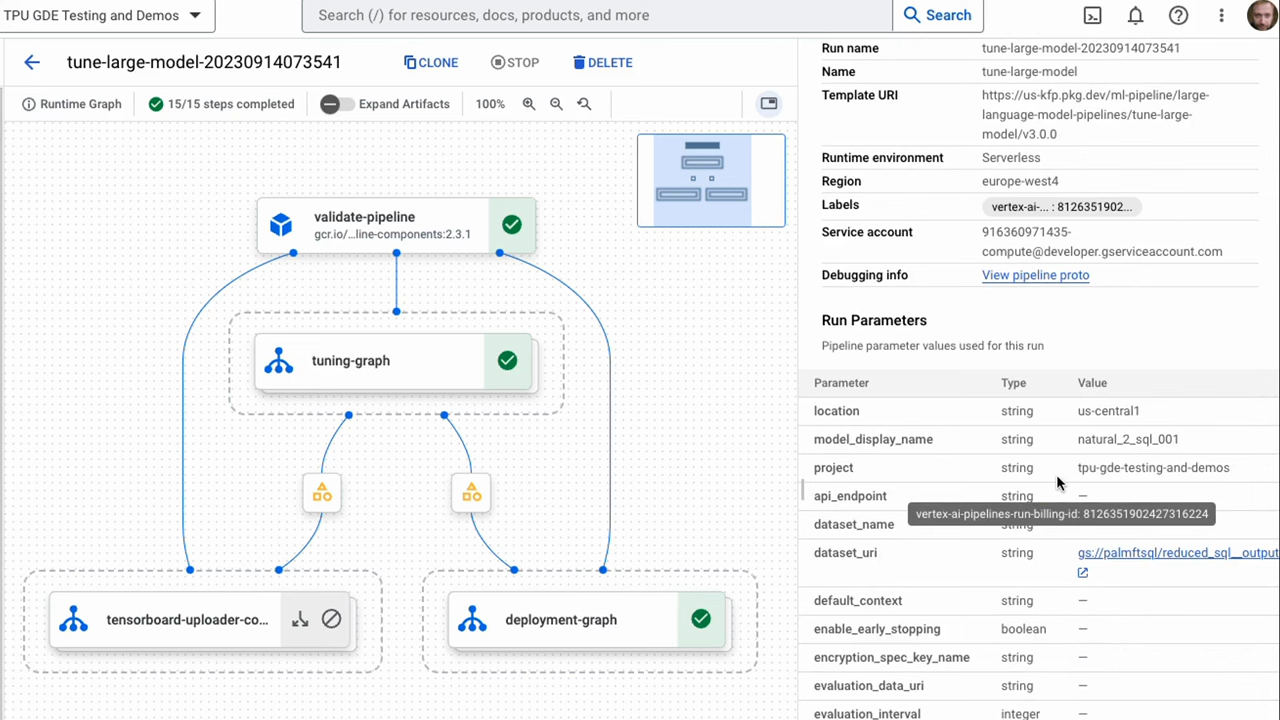 TPU GDE Testing and Demos
Search (/) for resources, docs, products, and more
Search
tune-large-model-20230914073541
CLONE
STOP
DELETE
Runtime Graph
15/15 steps completed
Expand Artifacts
100%
validate-pipeline
gcr.io/...line-components:2.3.1
tuning-graph
tensorboard-uploader-co...
deployment-graph
Run name tune-large-model-20230914073541
Name tune-large-model
Template URI https://us-kfp.pkg.dev/ml-pipeline/large-
language-model-pipelines/tune-large-
model/v3.0.0
Runtime environment Serverless
Region europe-west4
Labels vertex-ai-... : 8126351902...
Service account 916360971435-
compute@developer.gserviceaccount.com
Debugging info View pipeline proto
Run Parameters
Pipeline parameter values used for this run
Parameter Type Value
location string us-central1
model_display_name string natural_2_sql_001
project string tpu-gde-testing-and-demos
api_endpoint string —
vertex-ai-pipelines-run-billing-id: 8126351902427316224
dataset_name string
dataset_uri string gs://palmftsql/reduced_sql__output
default_context string —
enable_early_stopping boolean —
encryption_spec_key_name string —
evaluation_data_uri string —
evaluation_interval integer —